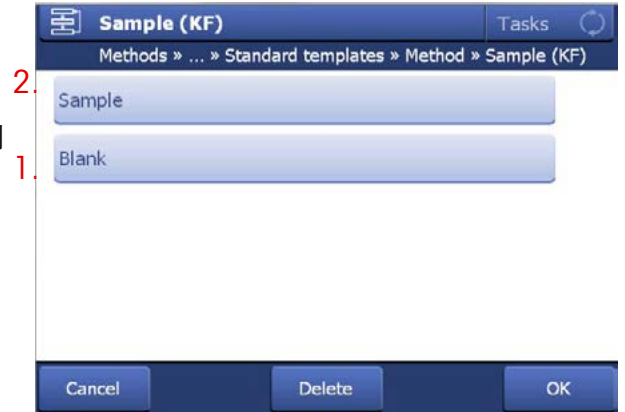 Sample (KF) Tasks
Methods » ... » Standard templates » Method » Sample (KF)
2.
Sample
1.
Blank
Cancel Delete OK